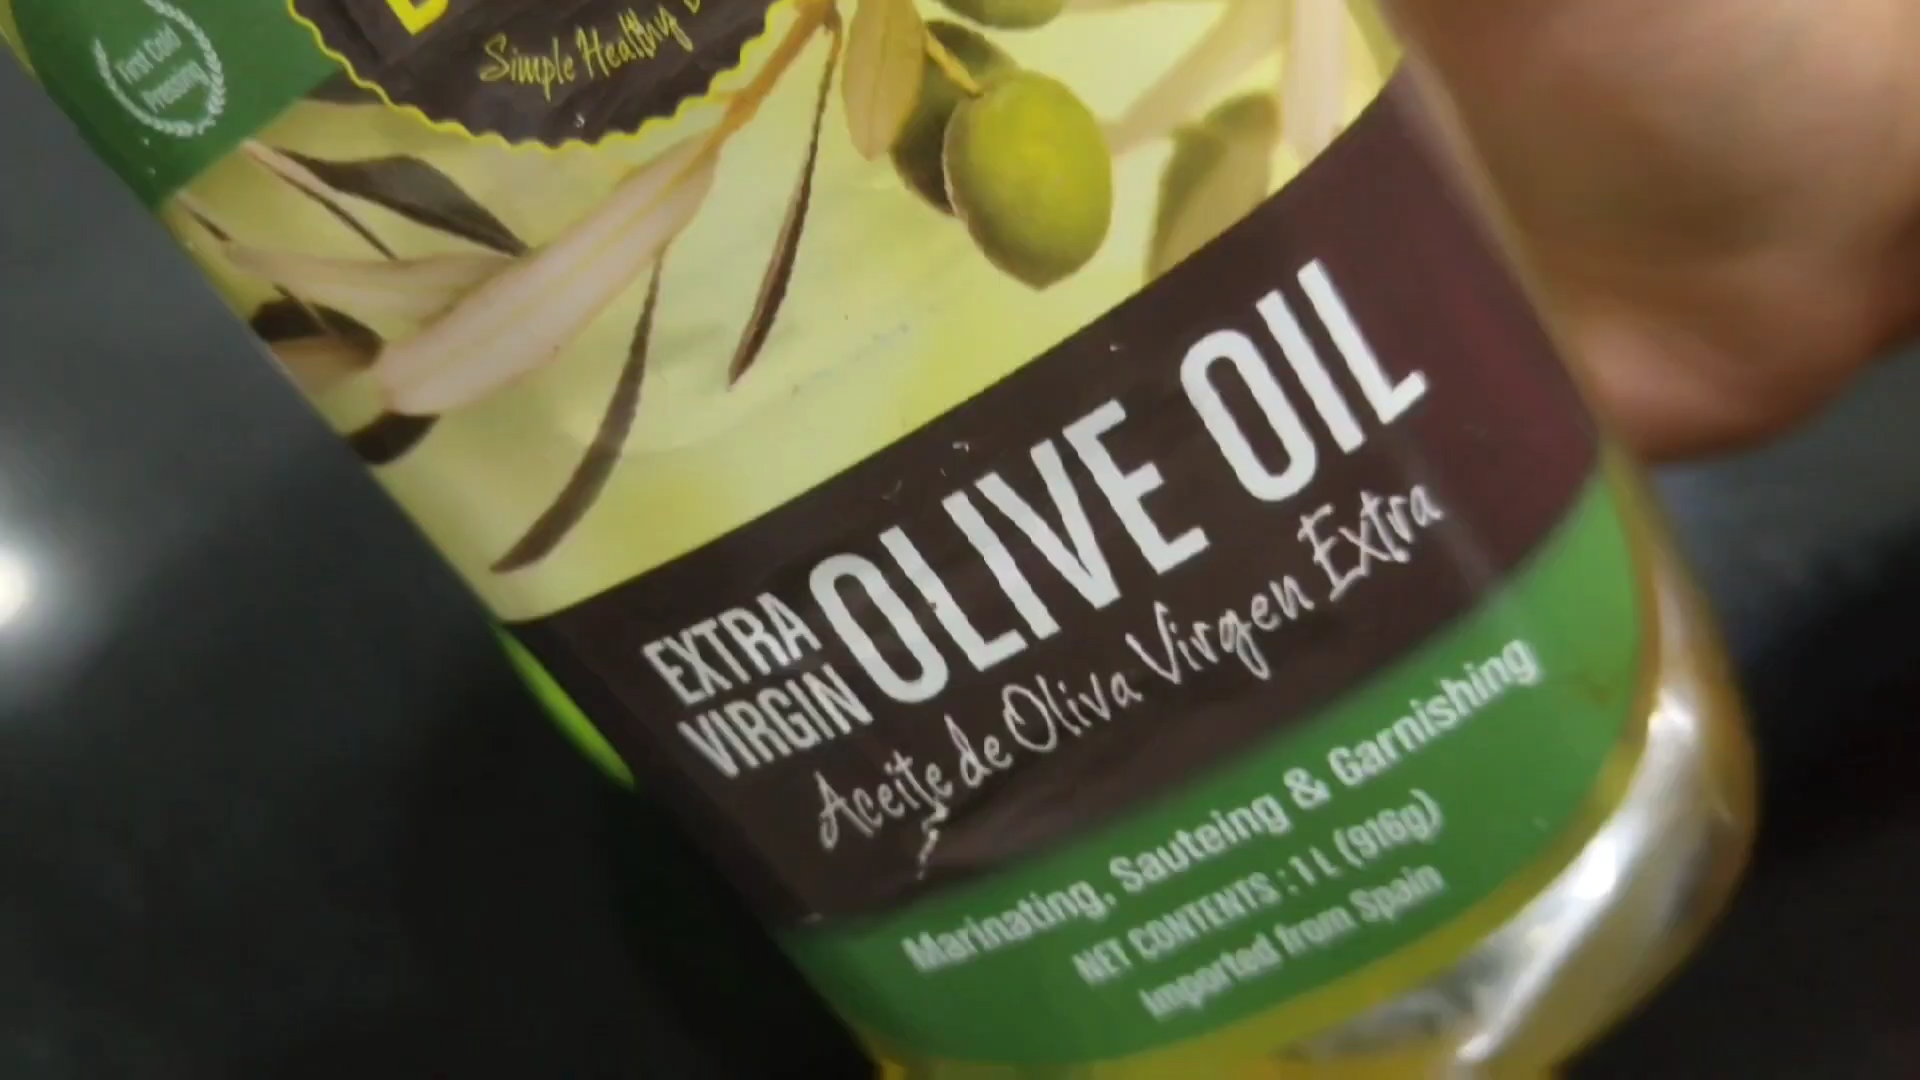 First Cold
Pressing
Simple Healthy
EXTRA
VIRGIN
OLIVE OIL
Aceite de Oliva Virgen Extra
Marinating, Sauteing & Garnishing
NET CONTENTS : 1 L (916g)
Imported from Spain